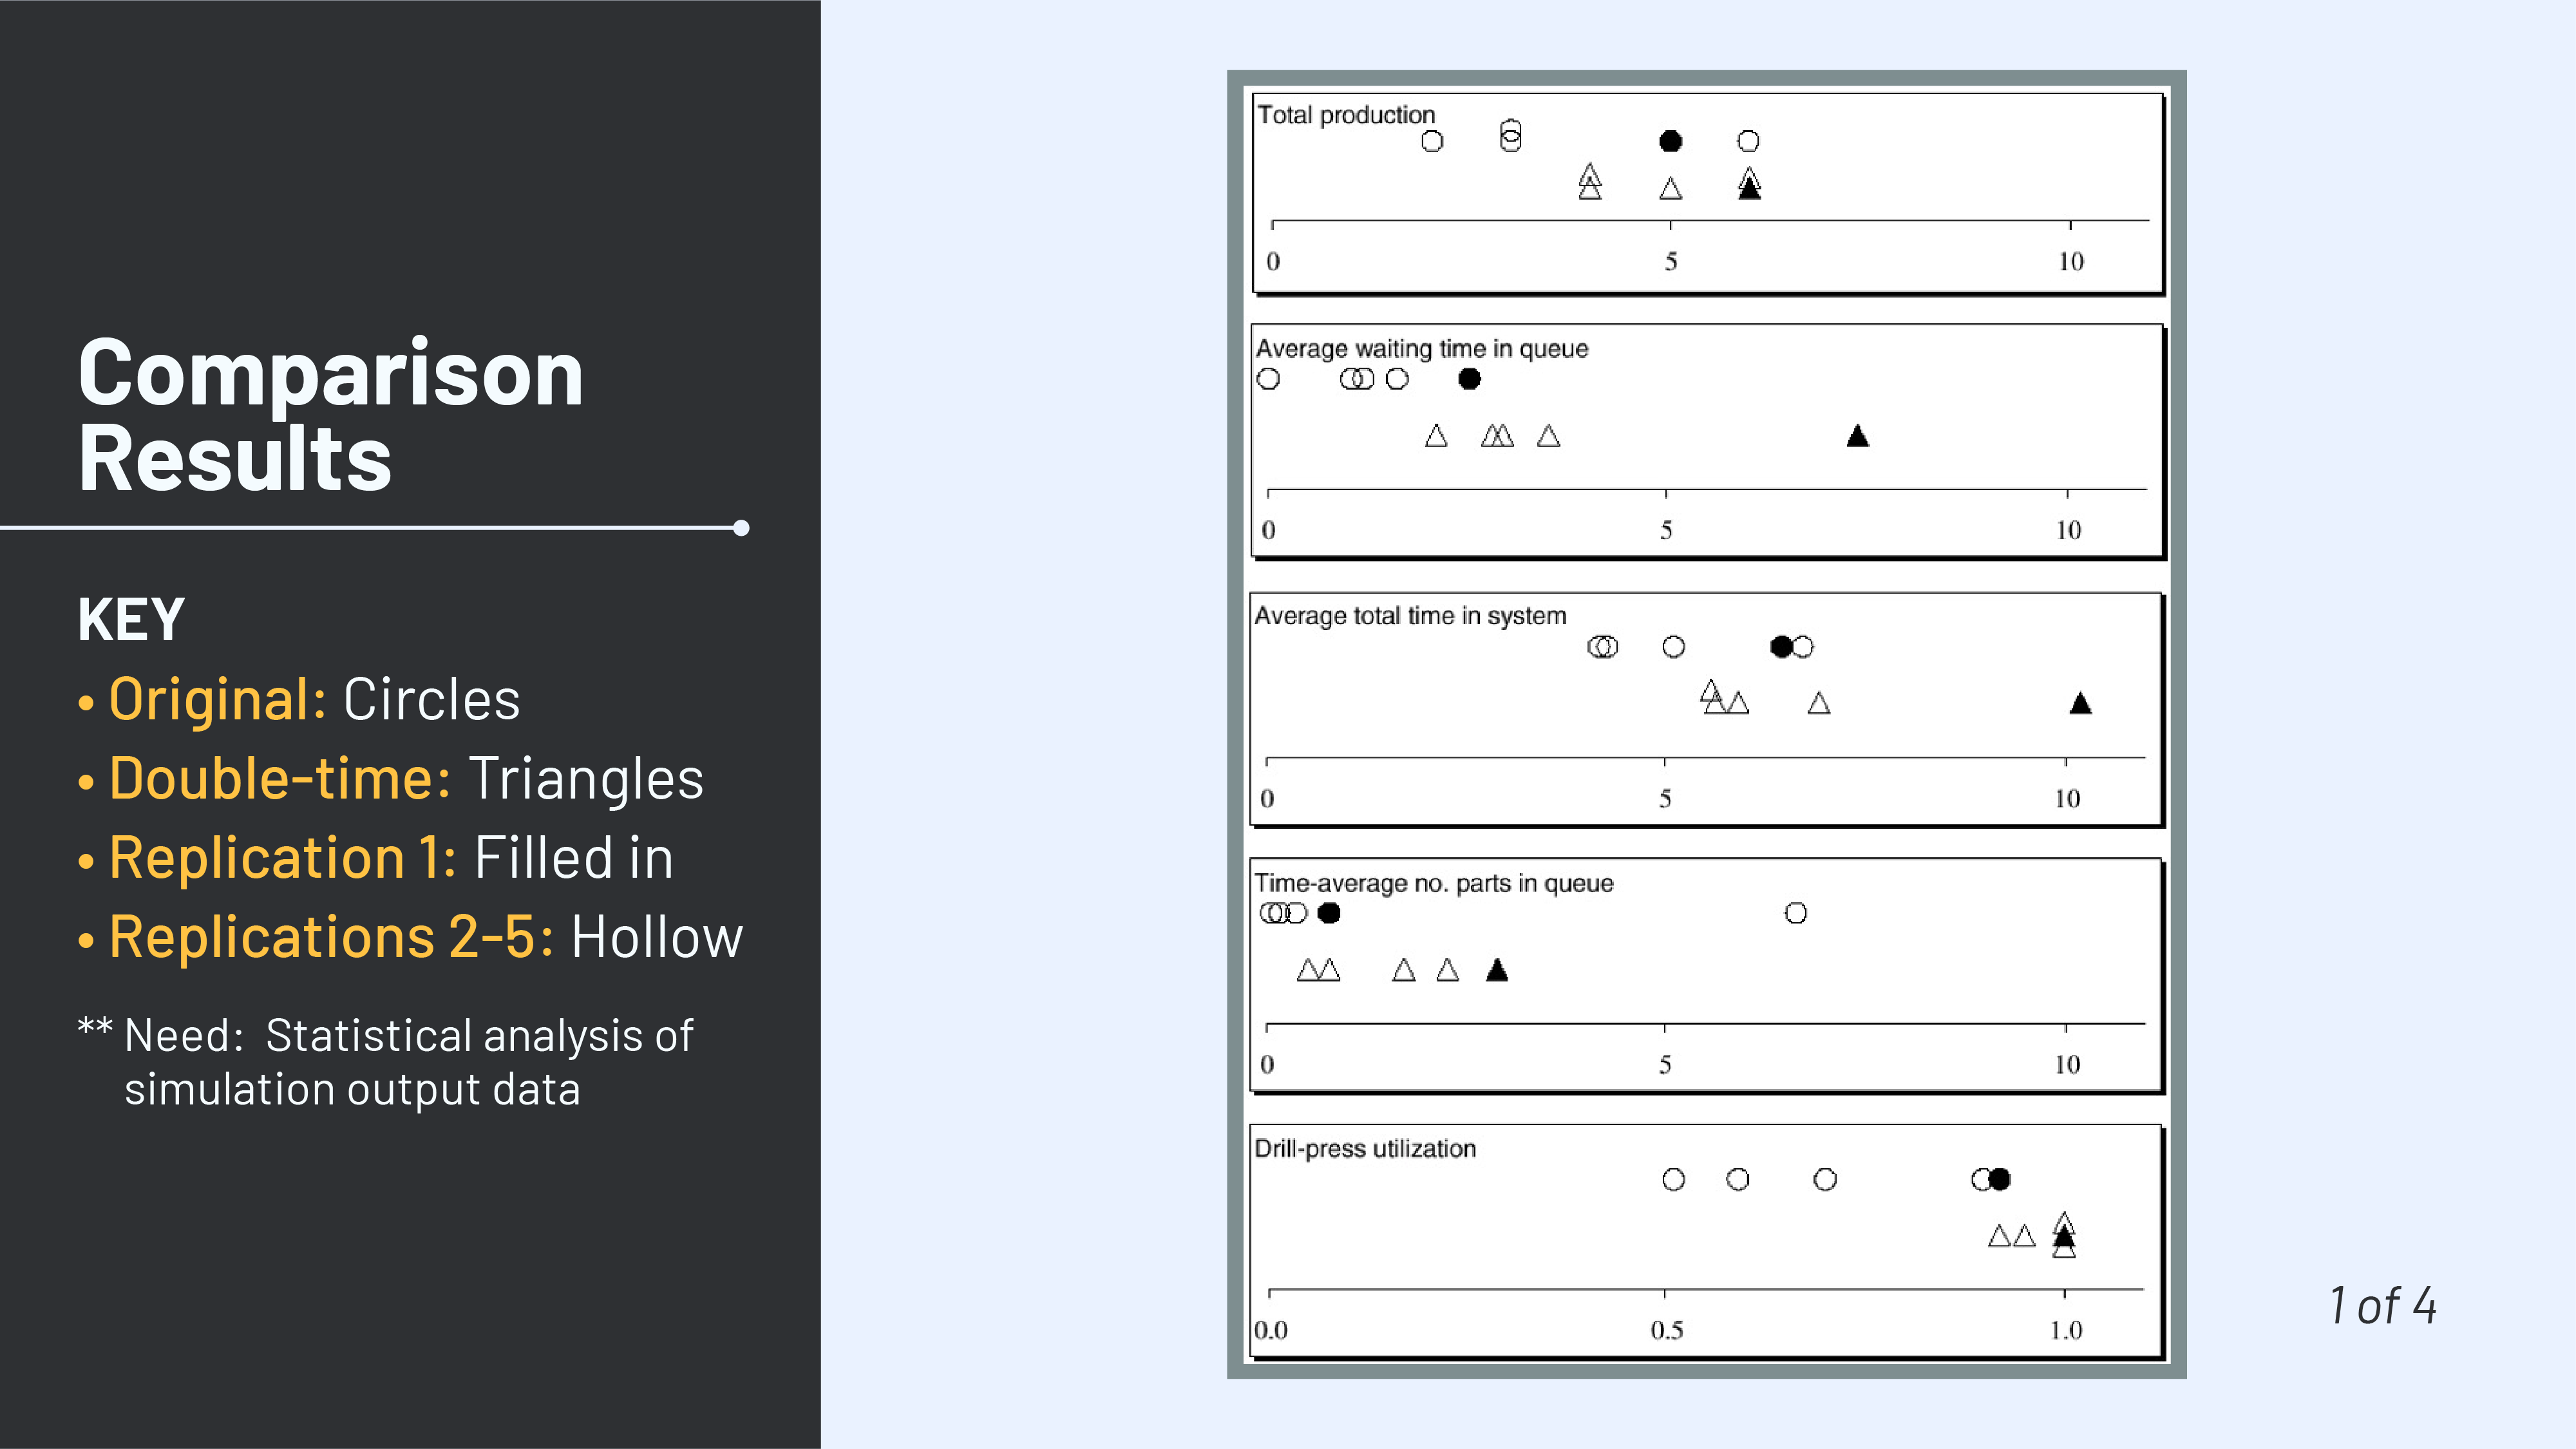 Comparison
Results
KEY
• Original: Circles
• Double-time: Triangles
• Replication 1: Filled in
• Replications 2-5: Hollow
** Need:  Statistical analysis of
simulation output data
Total production
0 5 10
Average waiting time in queue
0 5 10
Average total time in system
0 5 10
Time-average no. parts in queue
0 5 10
Drill-press utilization
0.0 0.5 1.0
1 of 4